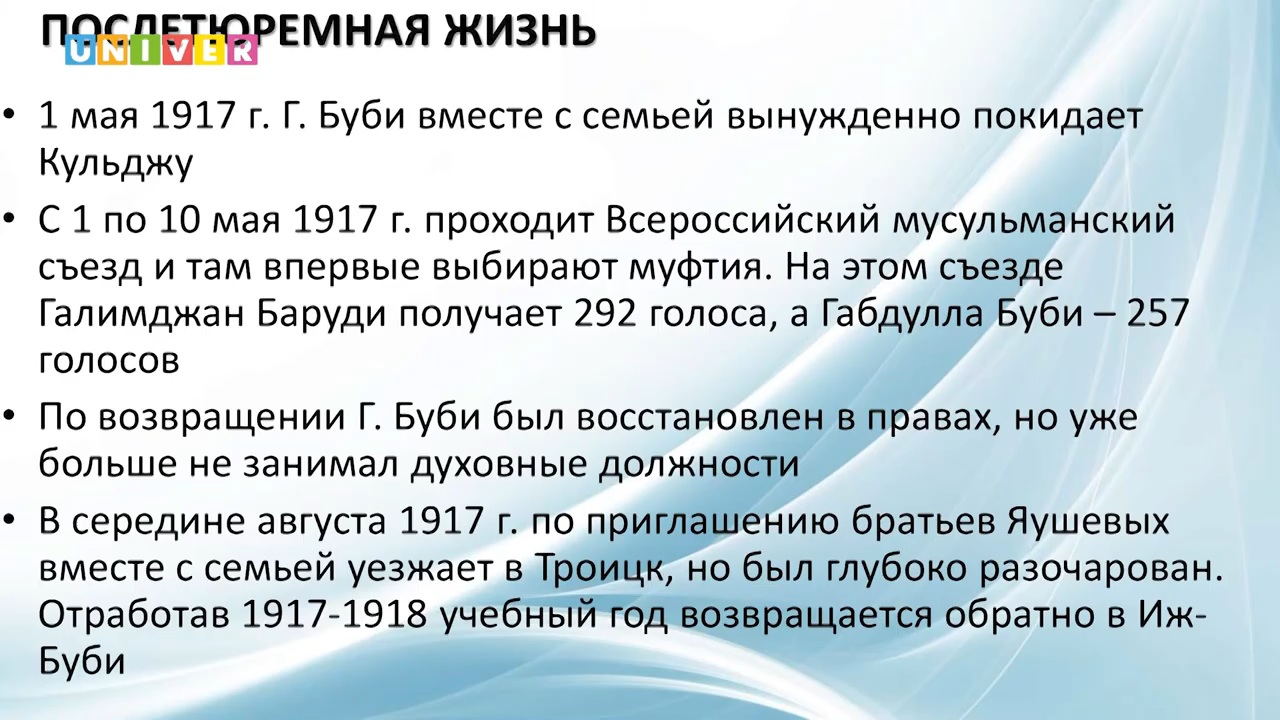 ПОСЛЕТЮРЕМНАЯ ЖИЗНЬ
UNIVER
• 1 мая 1917 г. Г. Буби вместе с семьей вынужденно покидает
Кульджу
• С 1 по 10 мая 1917 г. проходит Всероссийский мусульманский
съезд и там впервые выбирают муфтия. На этом съезде
Галимджан Баруди получает 292 голоса, а Габдулла Буби – 257
голосов
• По возвращении Г. Буби был восстановлен в правах, но уже
больше не занимал духовные должности
• В середине августа 1917 г. по приглашению братьев Яушевых
вместе с семьей уезжает в Троицк, но был глубоко разочарован.
Отработав 1917-1918 учебный год возвращается обратно в Иж-
Буби